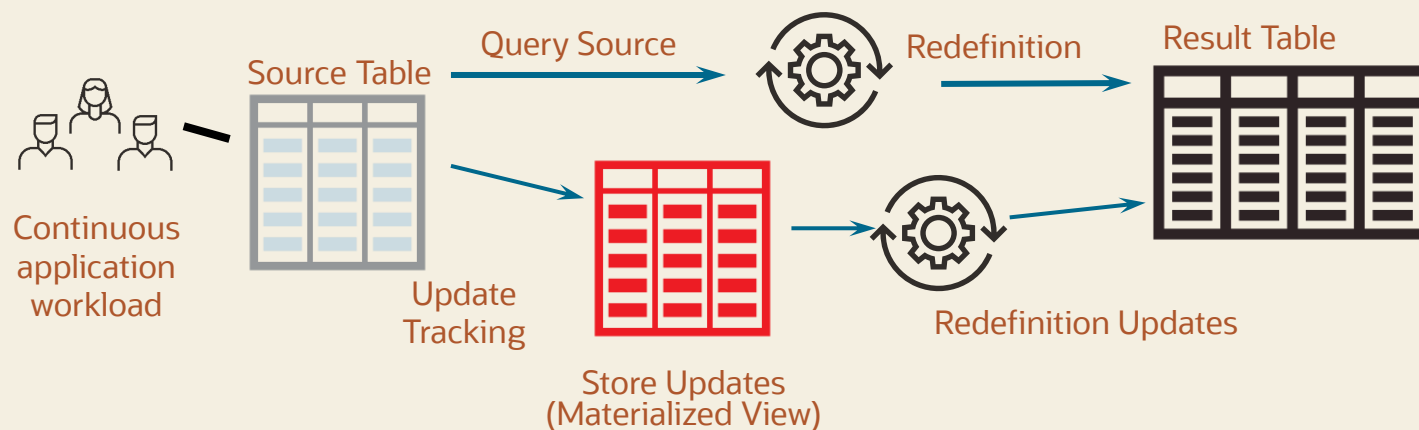 Source Table
Query Source
Redefinition
Result Table
Continuous
application
workload
Update
Tracking
Store Updates
(Materialized View)
Redefinition Updates